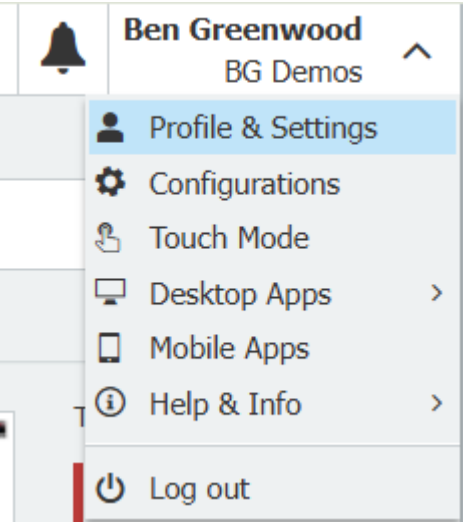 Ben Greenwood
BG Demos
Profile & Settings
Configurations
Touch Mode
Desktop Apps
Mobile Apps
T
Help & Info
Log out